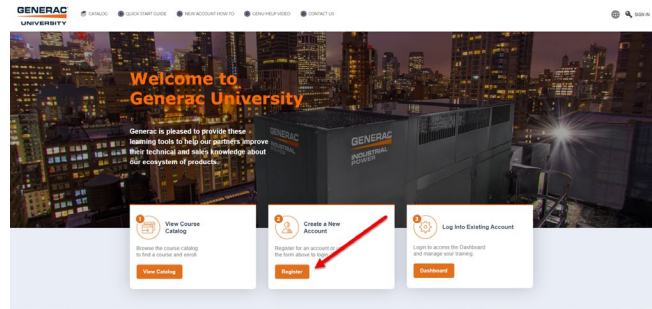 GENERAC
UNIVERSITY
CATALOG
QUICK START GUIDE
NEW ACCOUNT HOW TO
GENU HELP VIDEO
CONTACT US
SIGN IN
Welcome to
Generac University
Generac is pleased to provide these
learning tools to help our partners improve
their technical and sales knowledge about
our ecosystem of products.
GENERAC
INDUSTRIAL
POWER
GENERAC
INDUSTRIAL
POWER
1
View Course
Catalog
Browse the course catalog
to find a course and enroll.
View Catalog
2
Create a New
Account
Register for an account or
the form above to login.
Register
3
Log Into Existing Account
Login to access the Dashboard
and manage your training.
Dashboard